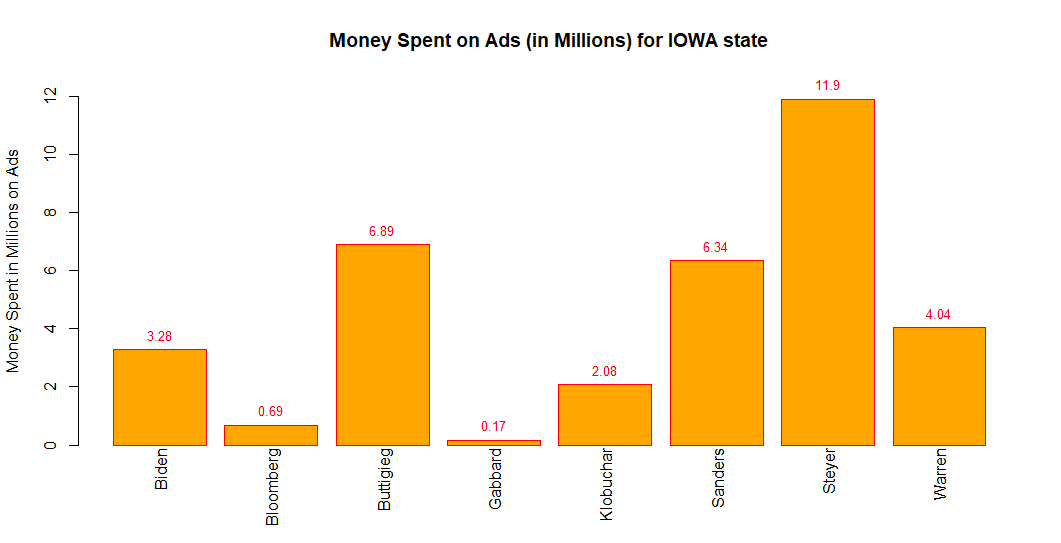 Money Spent on Ads (in Millions) for IOWA state
Money Spent in Millions on Ads
12
10
8
6
4
2
0
3.28
0.69
6.89
0.17
2.08
6.34
11.9
4.04
Biden
Bloomberg
Buttigieg
Gabbard
Klobuchar
Sanders
Steyer
Warren